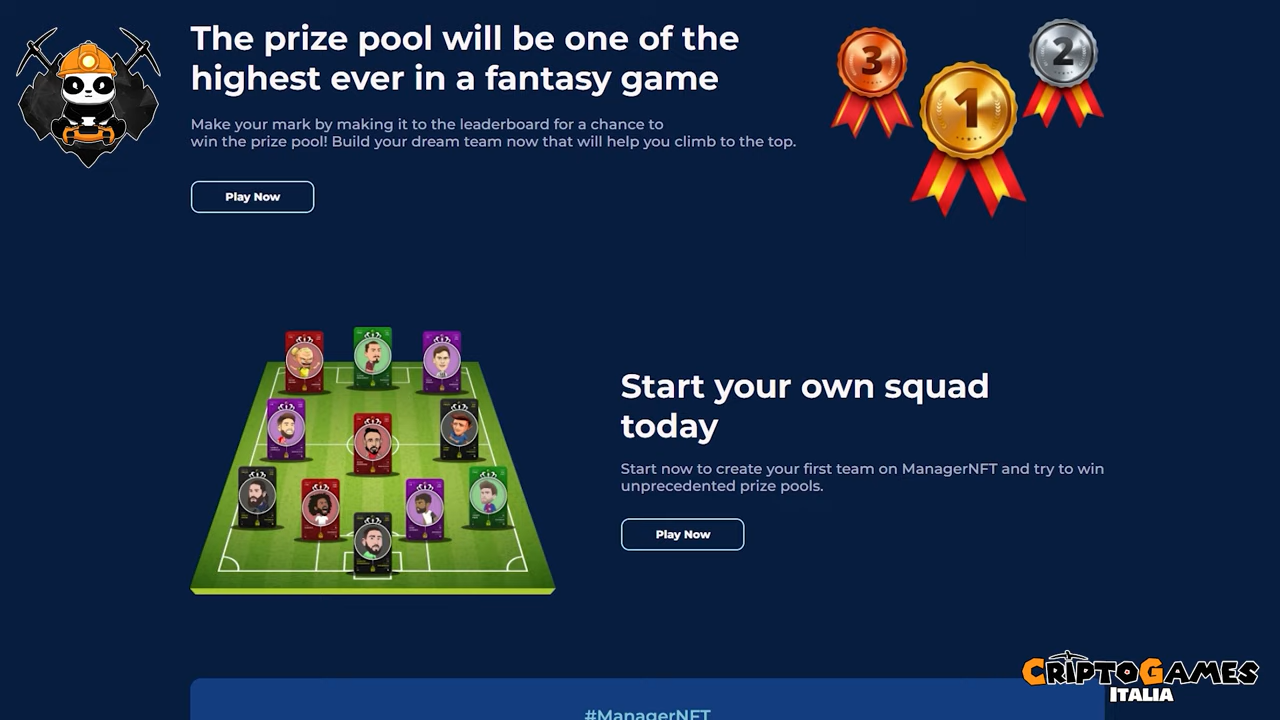 The prize pool will be one of the
highest ever in a fantasy game
Make your mark by making it to the leaderboard for a chance to
win the prize pool! Build your dream team now that will help you climb to the top.
Play Now
3
1
2
Start your own squad
today
Start now to create your first team on ManagerNFT and try to win
unprecedented prize pools.
Play Now
#ManagerNFT
CRIPTOGAMES
ITALIA